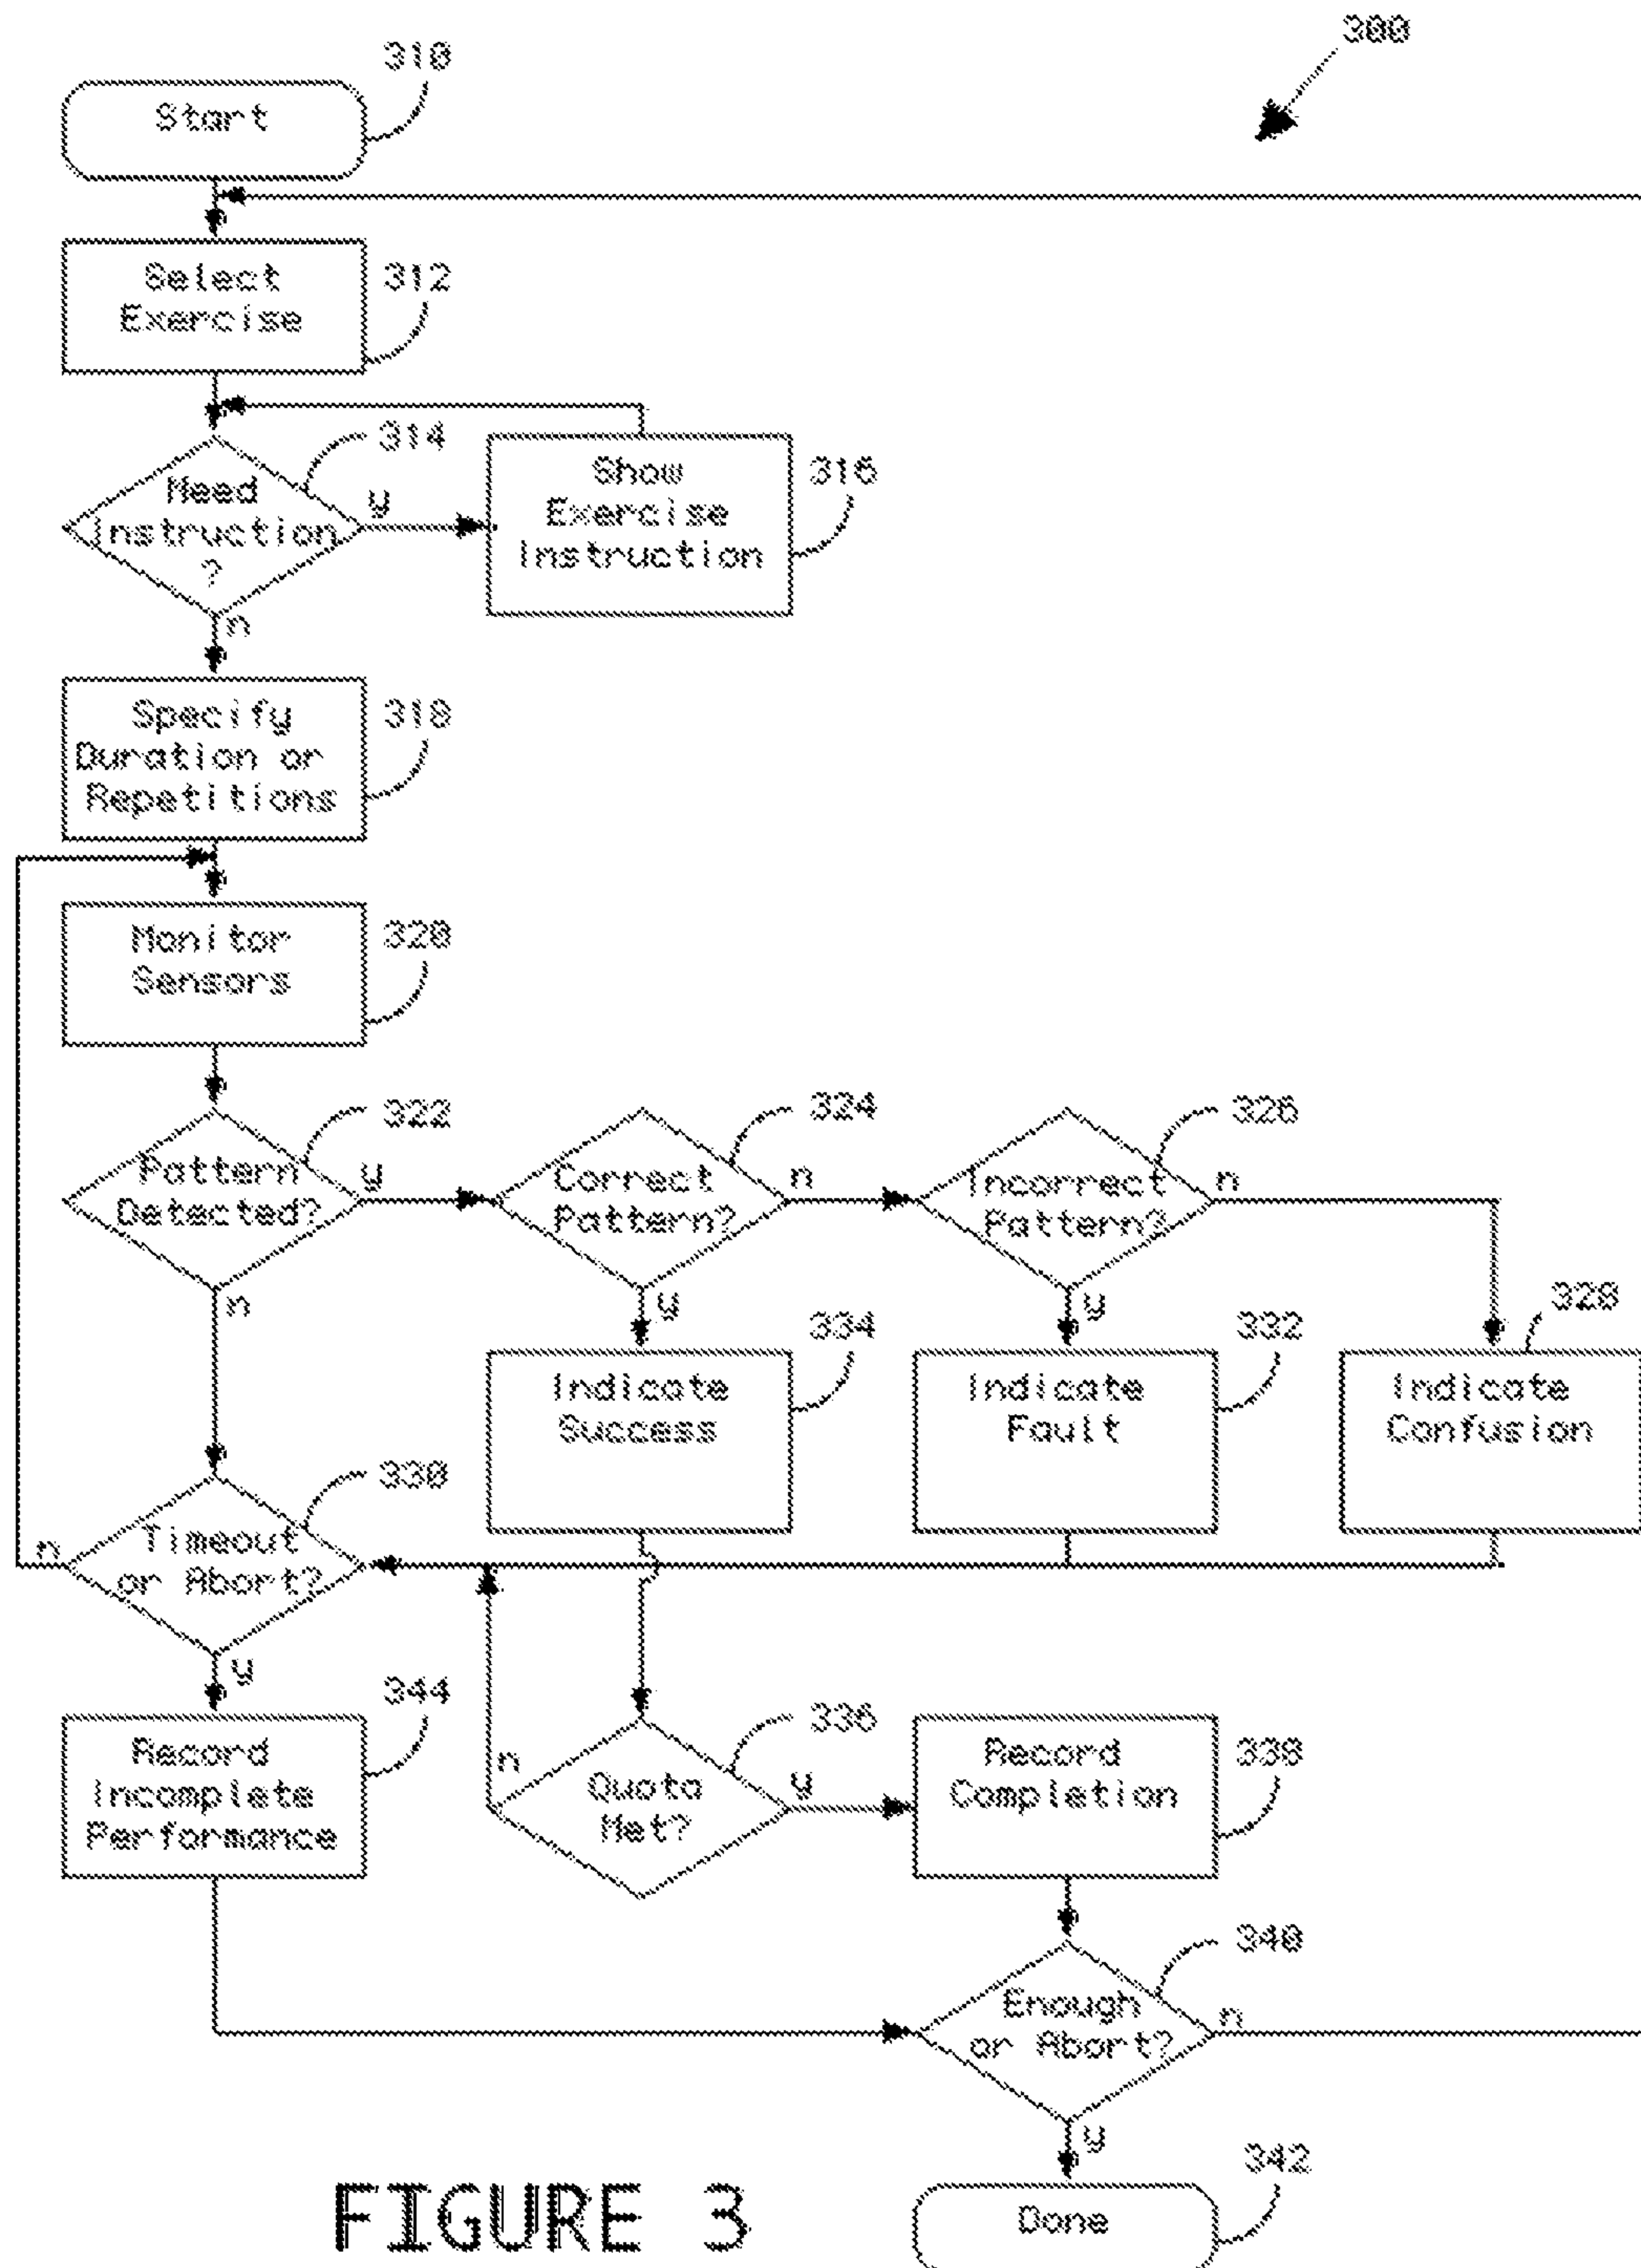 300
310
Start
Select
Exercise
312
314
Need
Instruction
?
y
n
Show
Exercise
Instruction
316
Specify
Duration or
Repetitions
318
Monitor
Sensors
320
322
Pattern
Detected?
y
n
324
Correct
Pattern?
n
y
326
Incorrect
Pattern?
n
y
334
Indicate
Success
332
Indicate
Fault
328
Indicate
Confusion
330
Timeout
or Abort?
n
y
344
Record
Incomplete
Performance
336
Quota
Met?
n
y
Record
Completion
338
340
Enough
or Abort?
n
y
342
Done
FIGURE 3